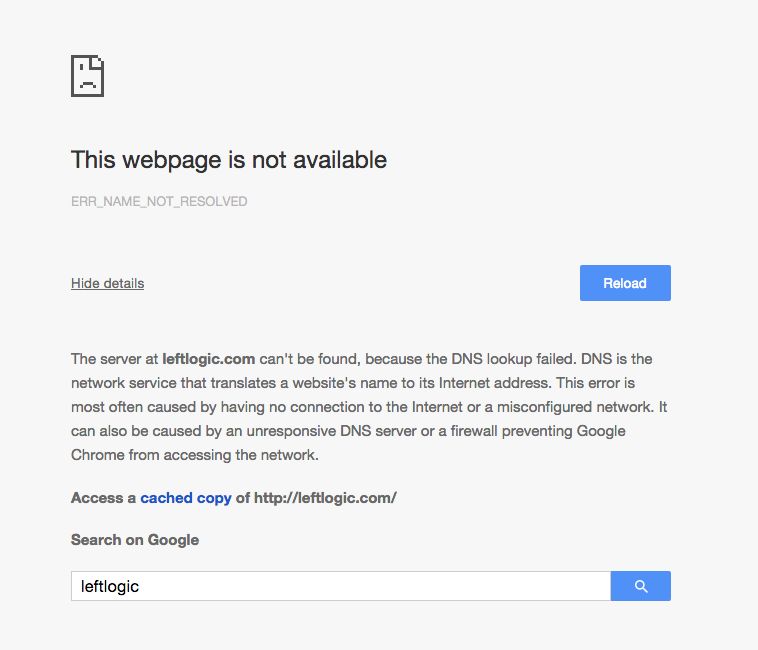 This webpage is not available
ERR_NAME_NOT_RESOLVED
Hide details
Reload
The server at leftlogic.com can't be found, because the DNS lookup failed. DNS is the
network service that translates a website's name to its Internet address. This error is
most often caused by having no connection to the Internet or a misconfigured network. It
can also be caused by an unresponsive DNS server or a firewall preventing Google
Chrome from accessing the network.
Access a cached copy of http://leftlogic.com/
Search on Google
leftlogic